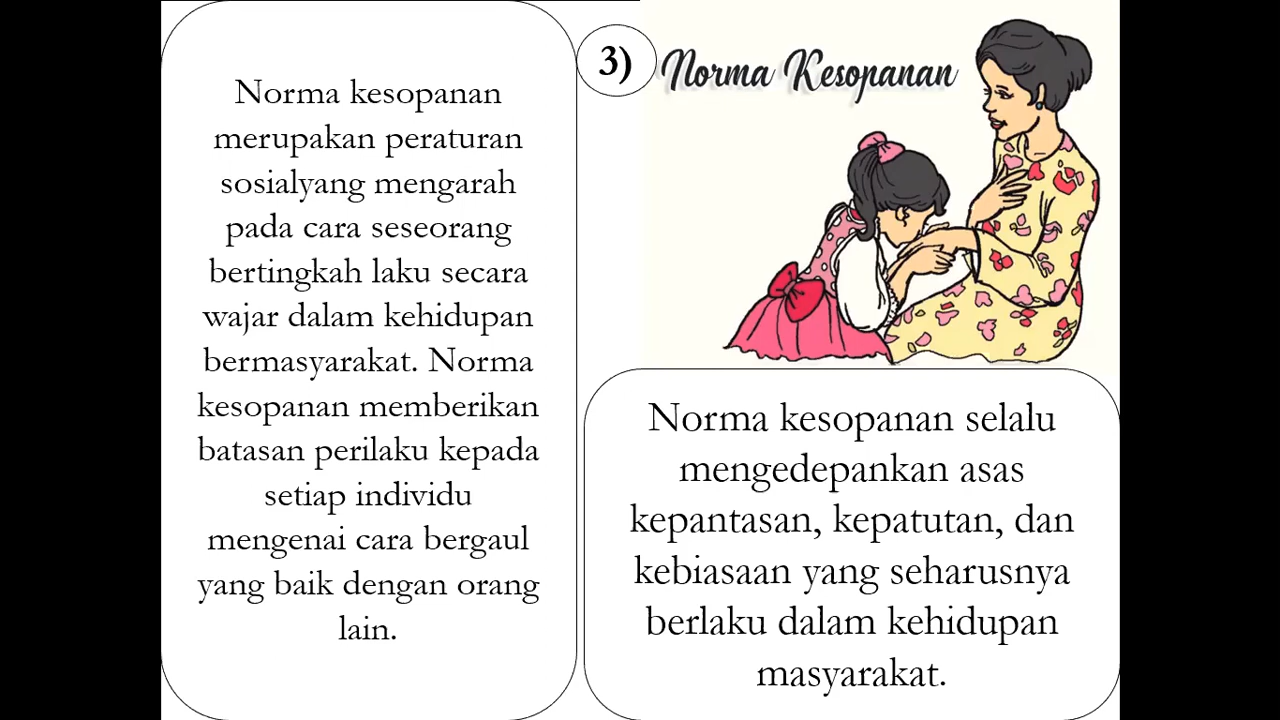 Norma kesopanan
merupakan peraturan
sosialyang mengarah
pada cara seseorang
bertingkah laku secara
wajar dalam kehidupan
bermasyarakat. Norma
kesopanan memberikan
batasan perilaku kepada
setiap individu
mengenai cara bergaul
yang baik dengan orang
lain.
3)
Norma Kesopanan
Norma kesopanan selalu
mengedepankan asas
kepantasan, kepatutan, dan
kebiasaan yang seharusnya
berlaku dalam kehidupan
masyarakat.